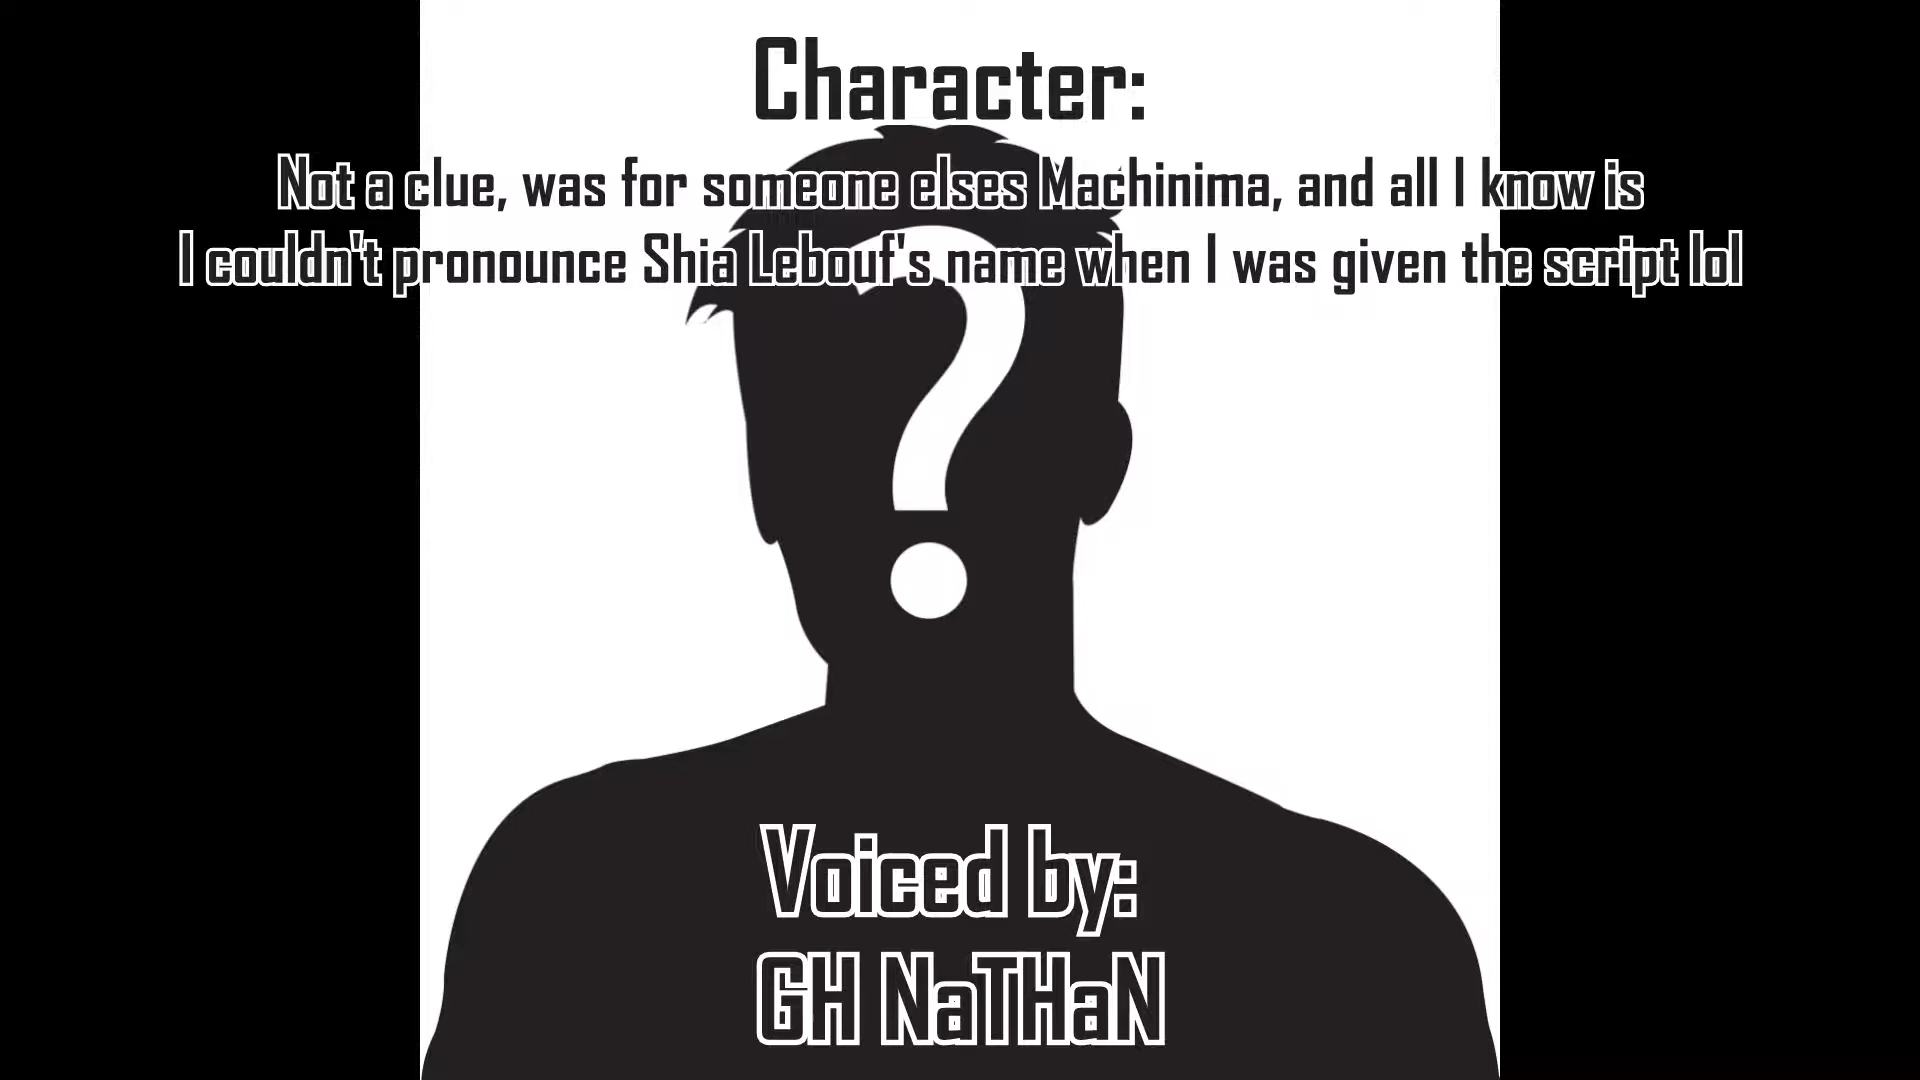 Character:
Not a clue, was for someone elses Machinima, and all I know is
I couldn't pronounce Shia Lebouf's name when I was given the script lol
?
Voiced by:
GH NaTHaN